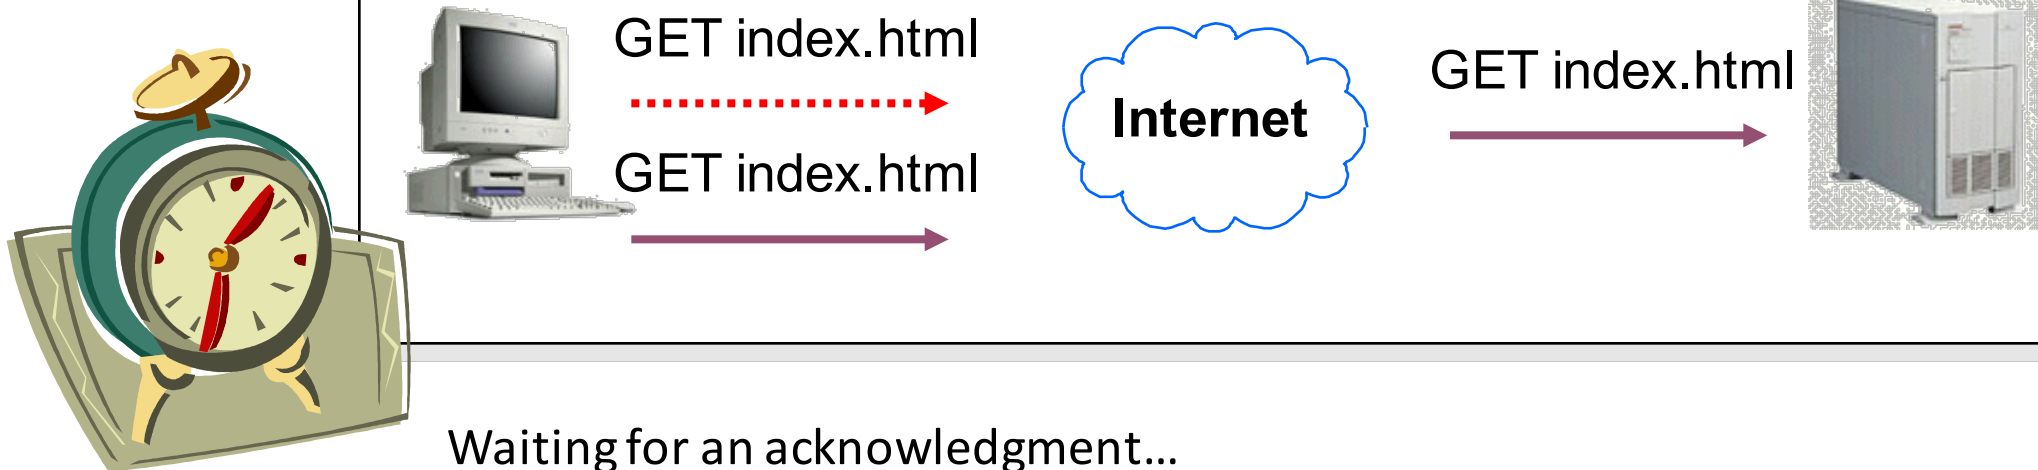 GET index.html
GET index.html
Internet
GET index.html
Waiting for an acknowledgment…